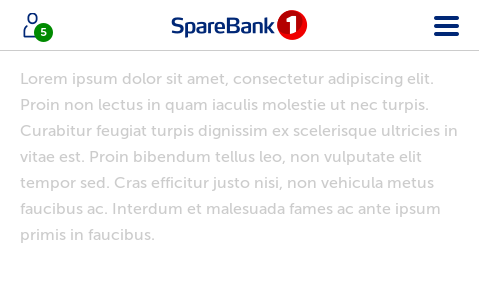 5
SpareBank 1
Lorem ipsum dolor sit amet, consectetur adipiscing elit.
Proin non lectus in quam iaculis molestie ut nec turpis.
Curabitur feugiat turpis dignissim ex scelerisque ultricies in
vitae est. Proin bibendum tellus leo, non vulputate elit
tempor sed. Cras efficitur justo nisi, non vehicula metus
faucibus ac. Interdum et malesuada fames ac ante ipsum
primis in faucibus.